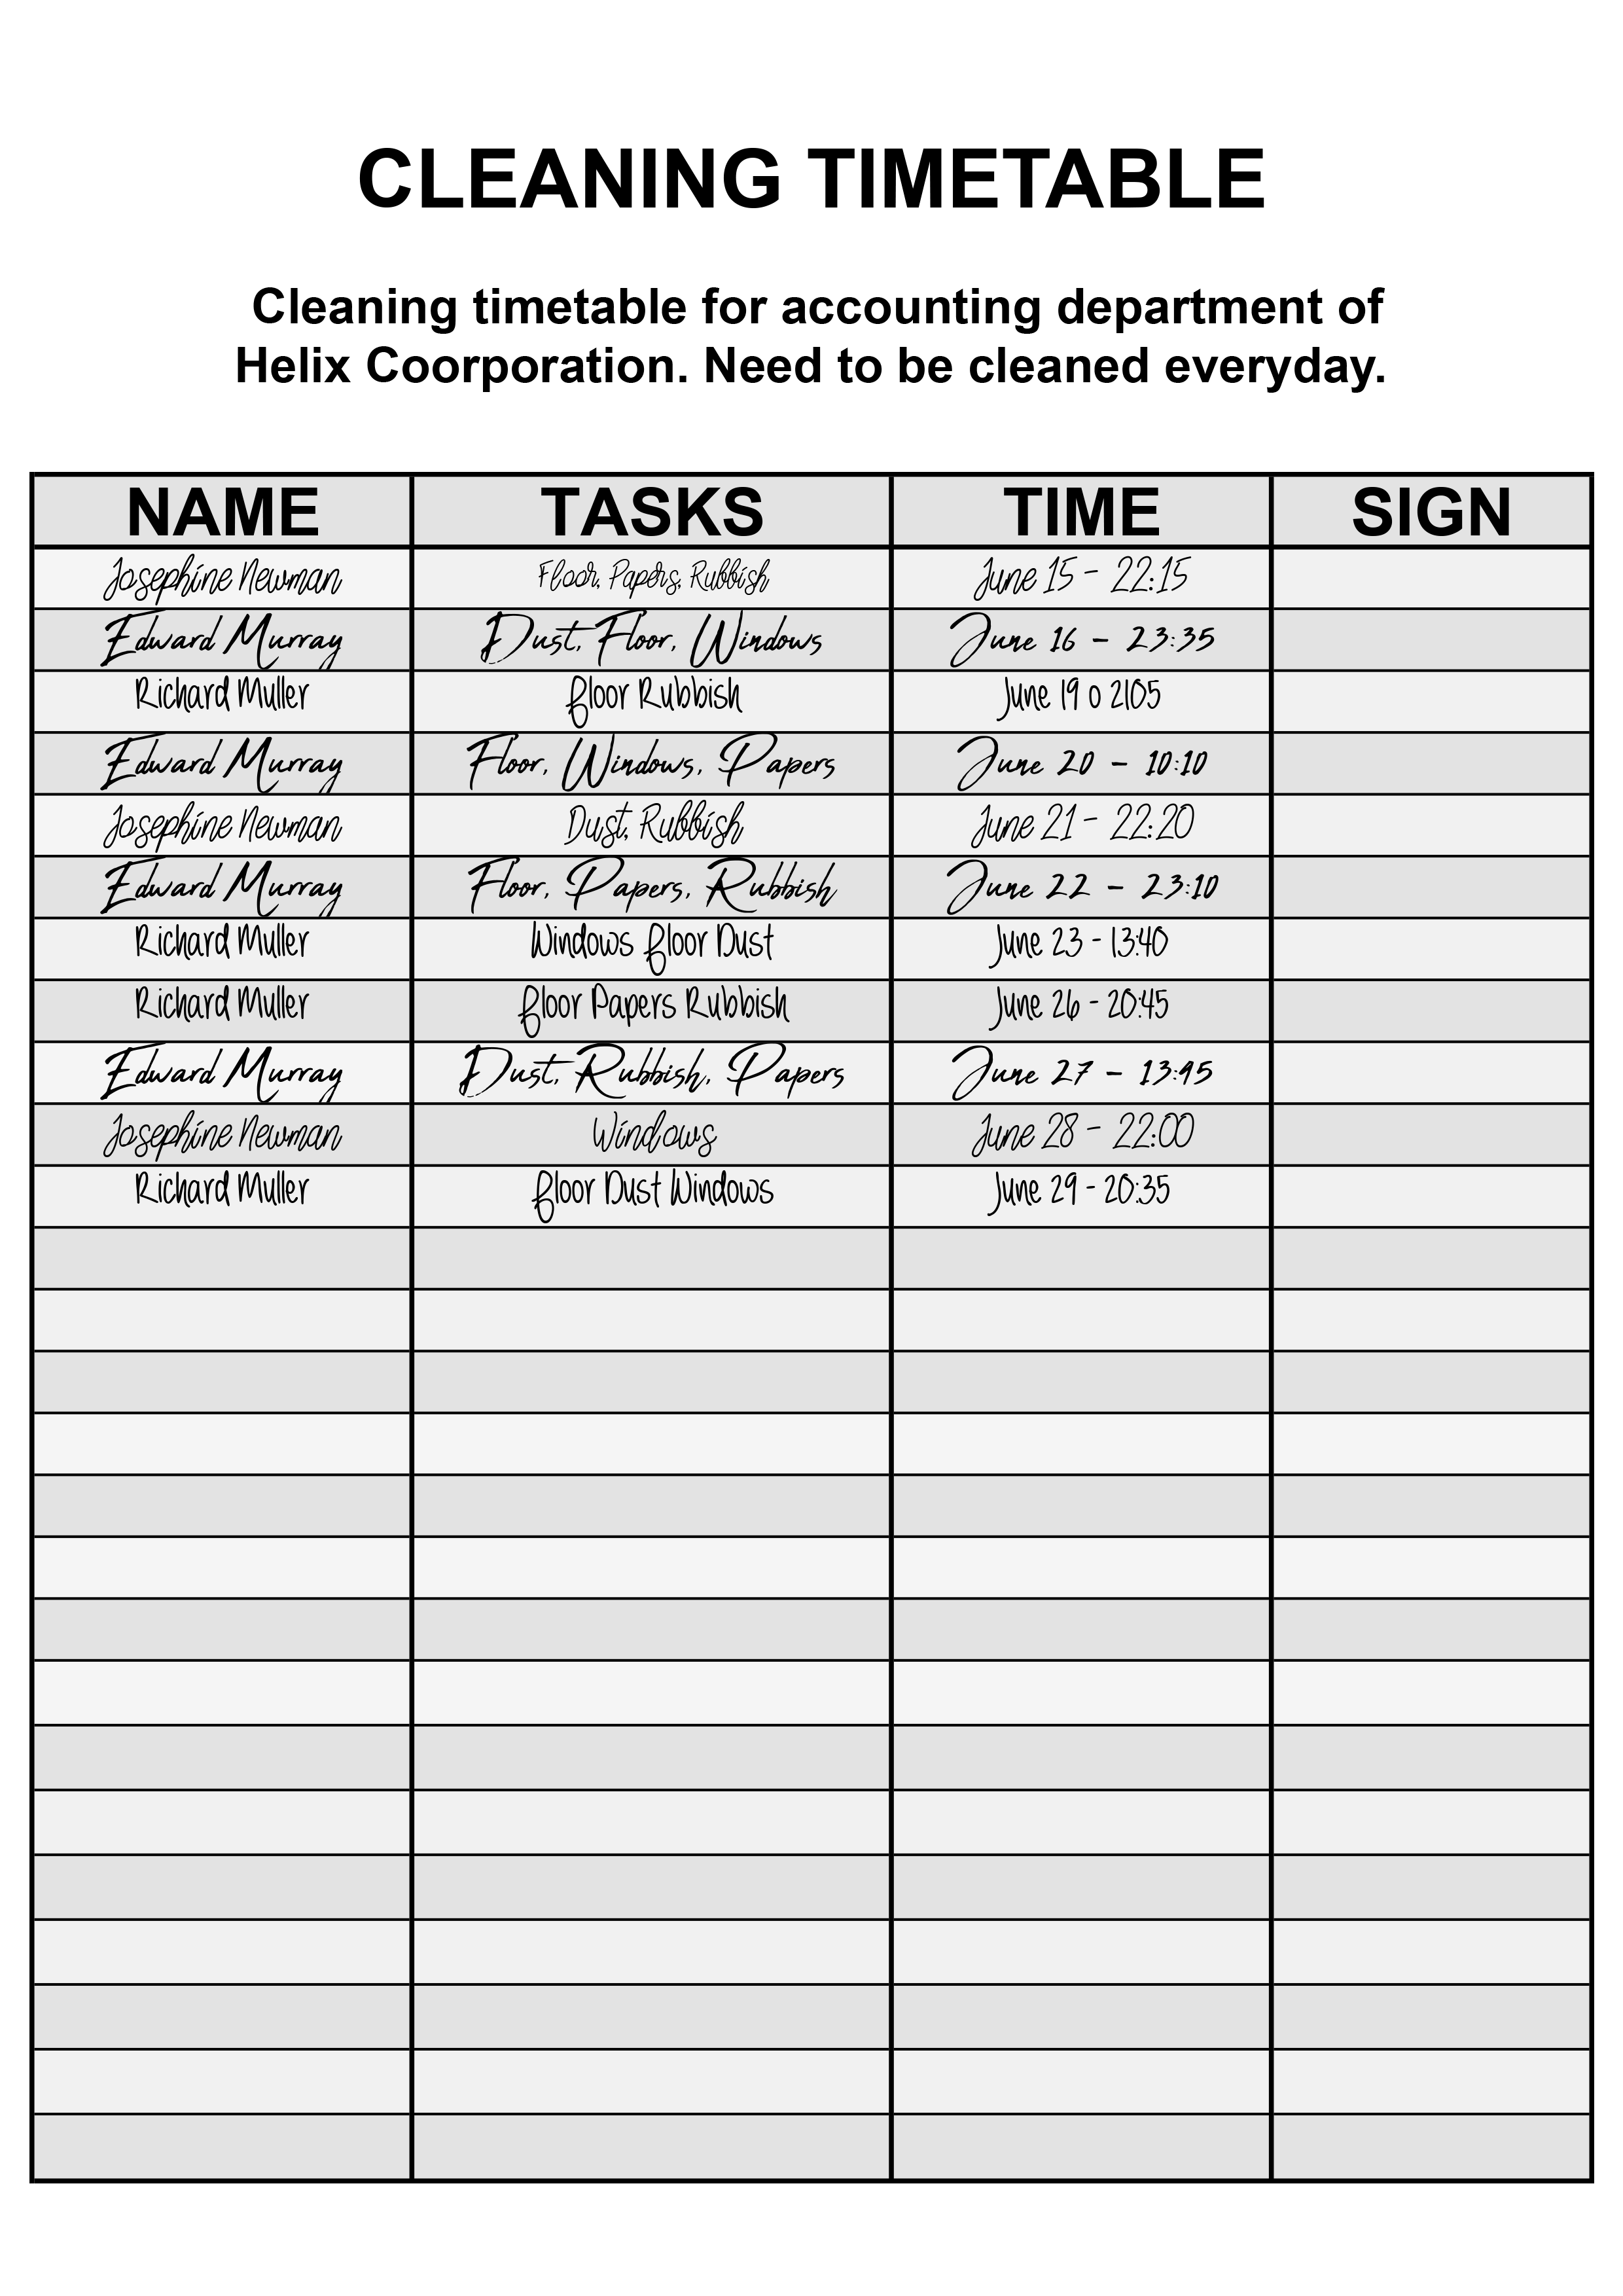 CLEANING TIMETABLE
Cleaning timetable for accounting department of
Helix Coorporation. Need to be cleaned everyday.
NAME TASKS TIME SIGN
Josephine Newman Floor, Papers, Rubbish June 15 - 22:15
Edward Murray Dust, Floor, Windows June 16 - 23:35
Richard Muller floor Rubbish June 19 o 2105
Edward Murray Floor, Windows, Papers June 20 - 10:10
Josephine Newman Dust, Rubbish June 21 - 22:20
Edward Murray Floor, Papers, Rubbish June 22 - 23:10
Richard Muller Windows floor Dust June 23 - 13:40
Richard Muller floor Papers Rubbish June 26 - 20:45
Edward Murray Dust, Rubbish, Papers June 27 - 13:45
Josephine Newman Windows June 28 - 22:00
Richard Muller floor Dust Windows June 29 - 20:35